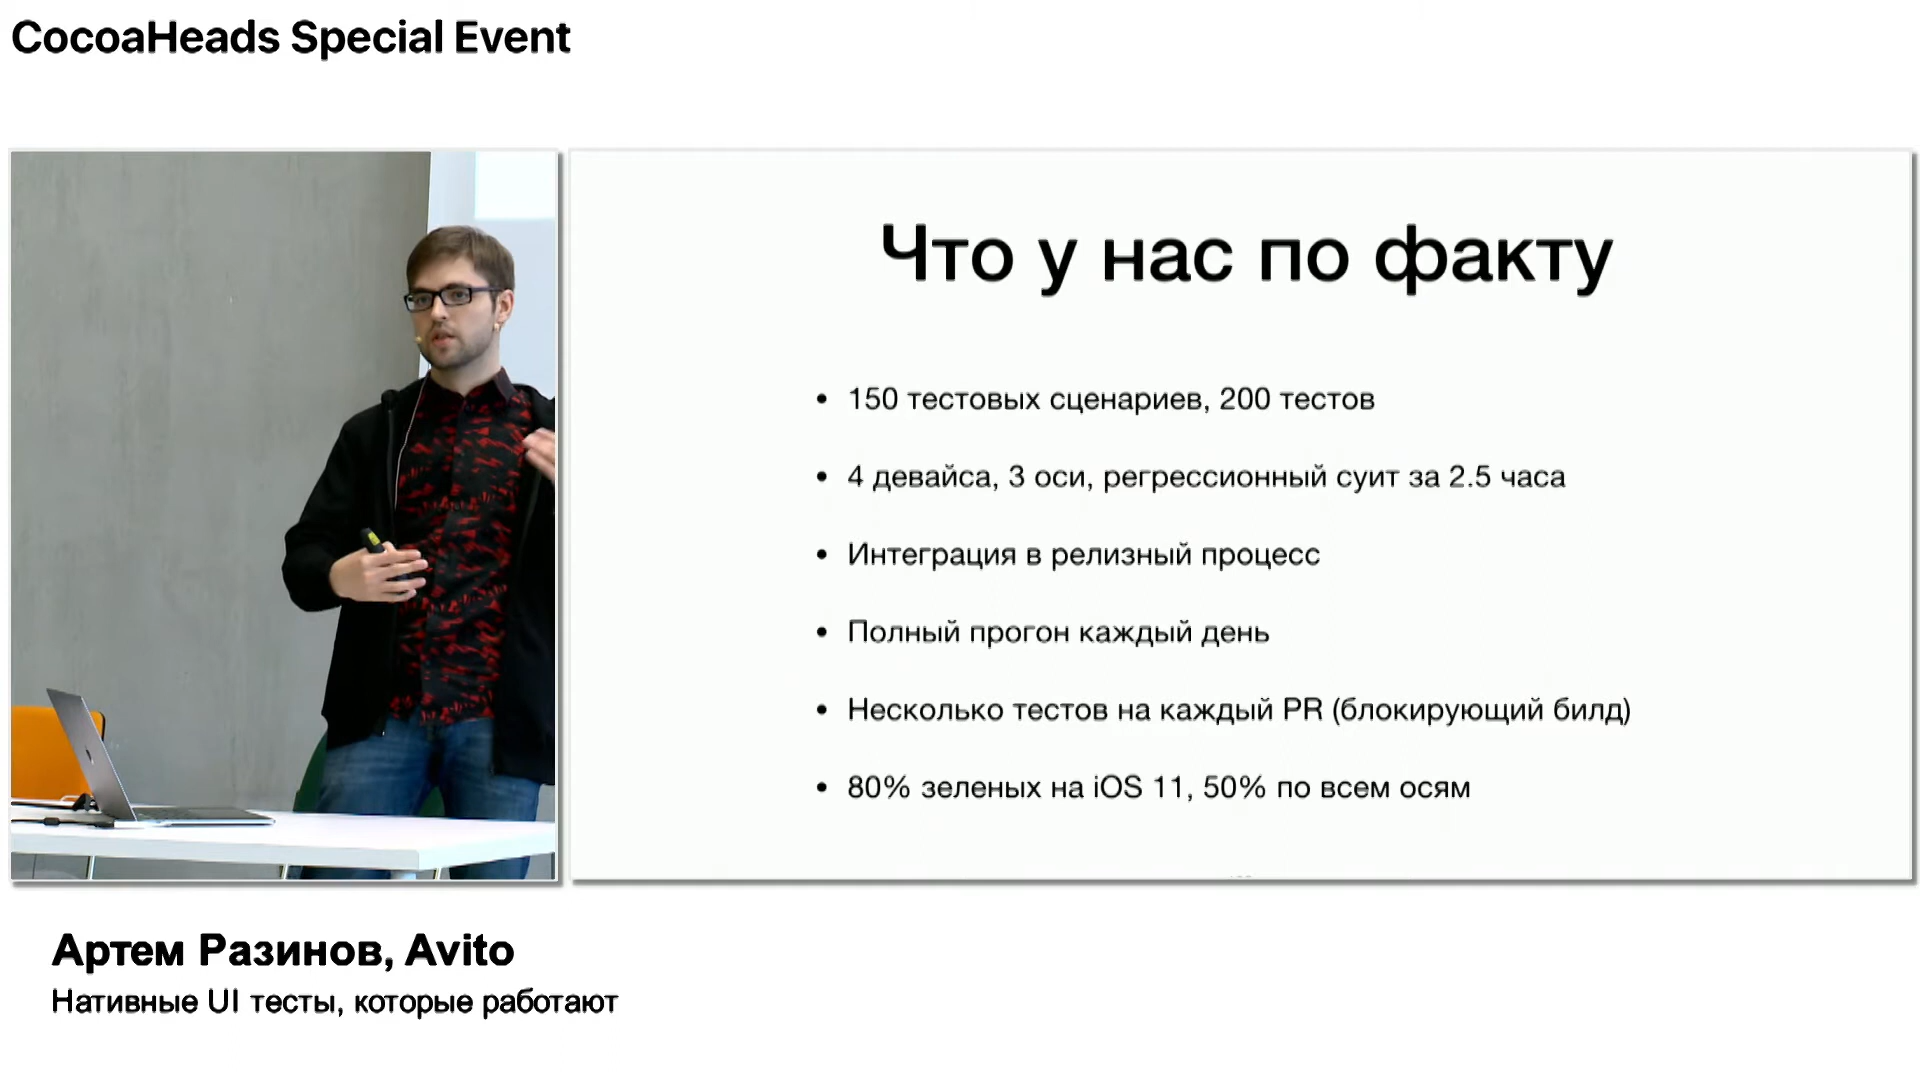 CocoaHeads Special Event
Что у нас по факту
• 150 тестовых сценариев, 200 тестов
• 4 девайса, 3 оси, регрессионный суит за 2.5 часа
• Интеграция в релизный процесс
• Полный прогон каждый день
• Несколько тестов на каждый PR (блокирующий билд)
• 80% зеленых на iOS 11, 50% по всем осям
Артем Разинов, Avito
Нативные UI тесты, которые работают